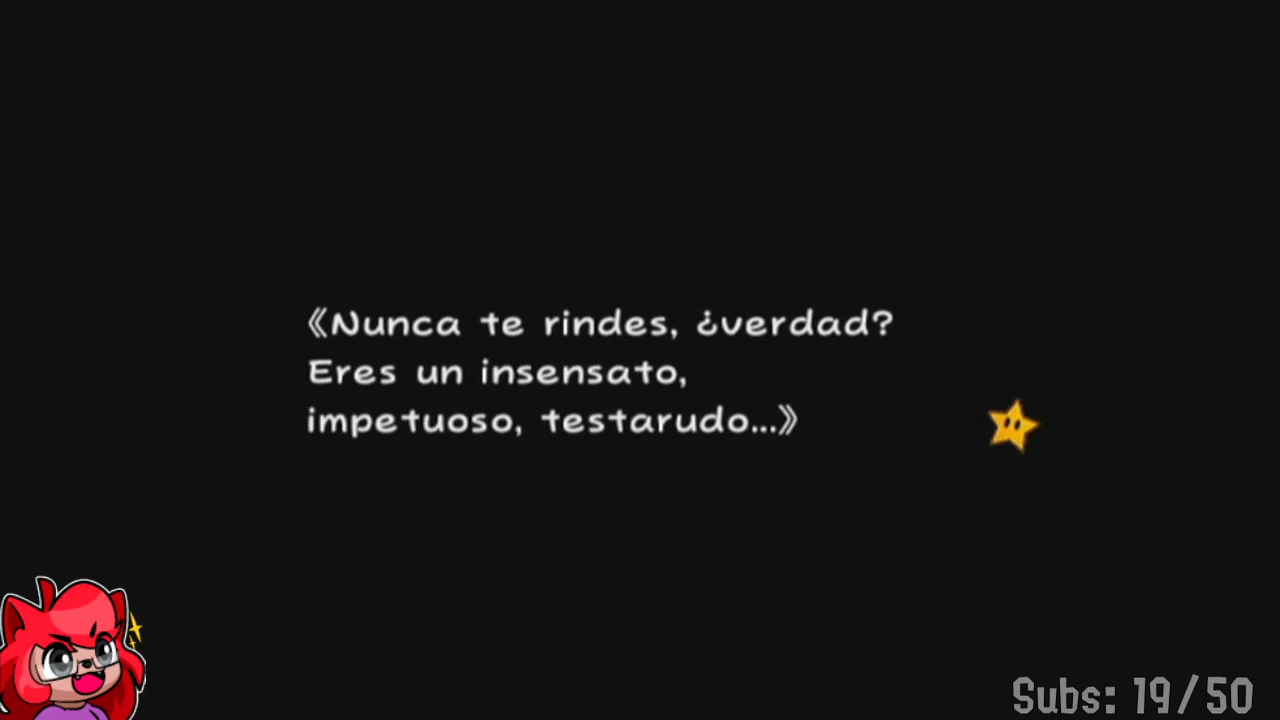 《Nunca te rindes, ¿verdad?
Eres un insensato,
impetuoso, testarudo...》
Subs: 19/50